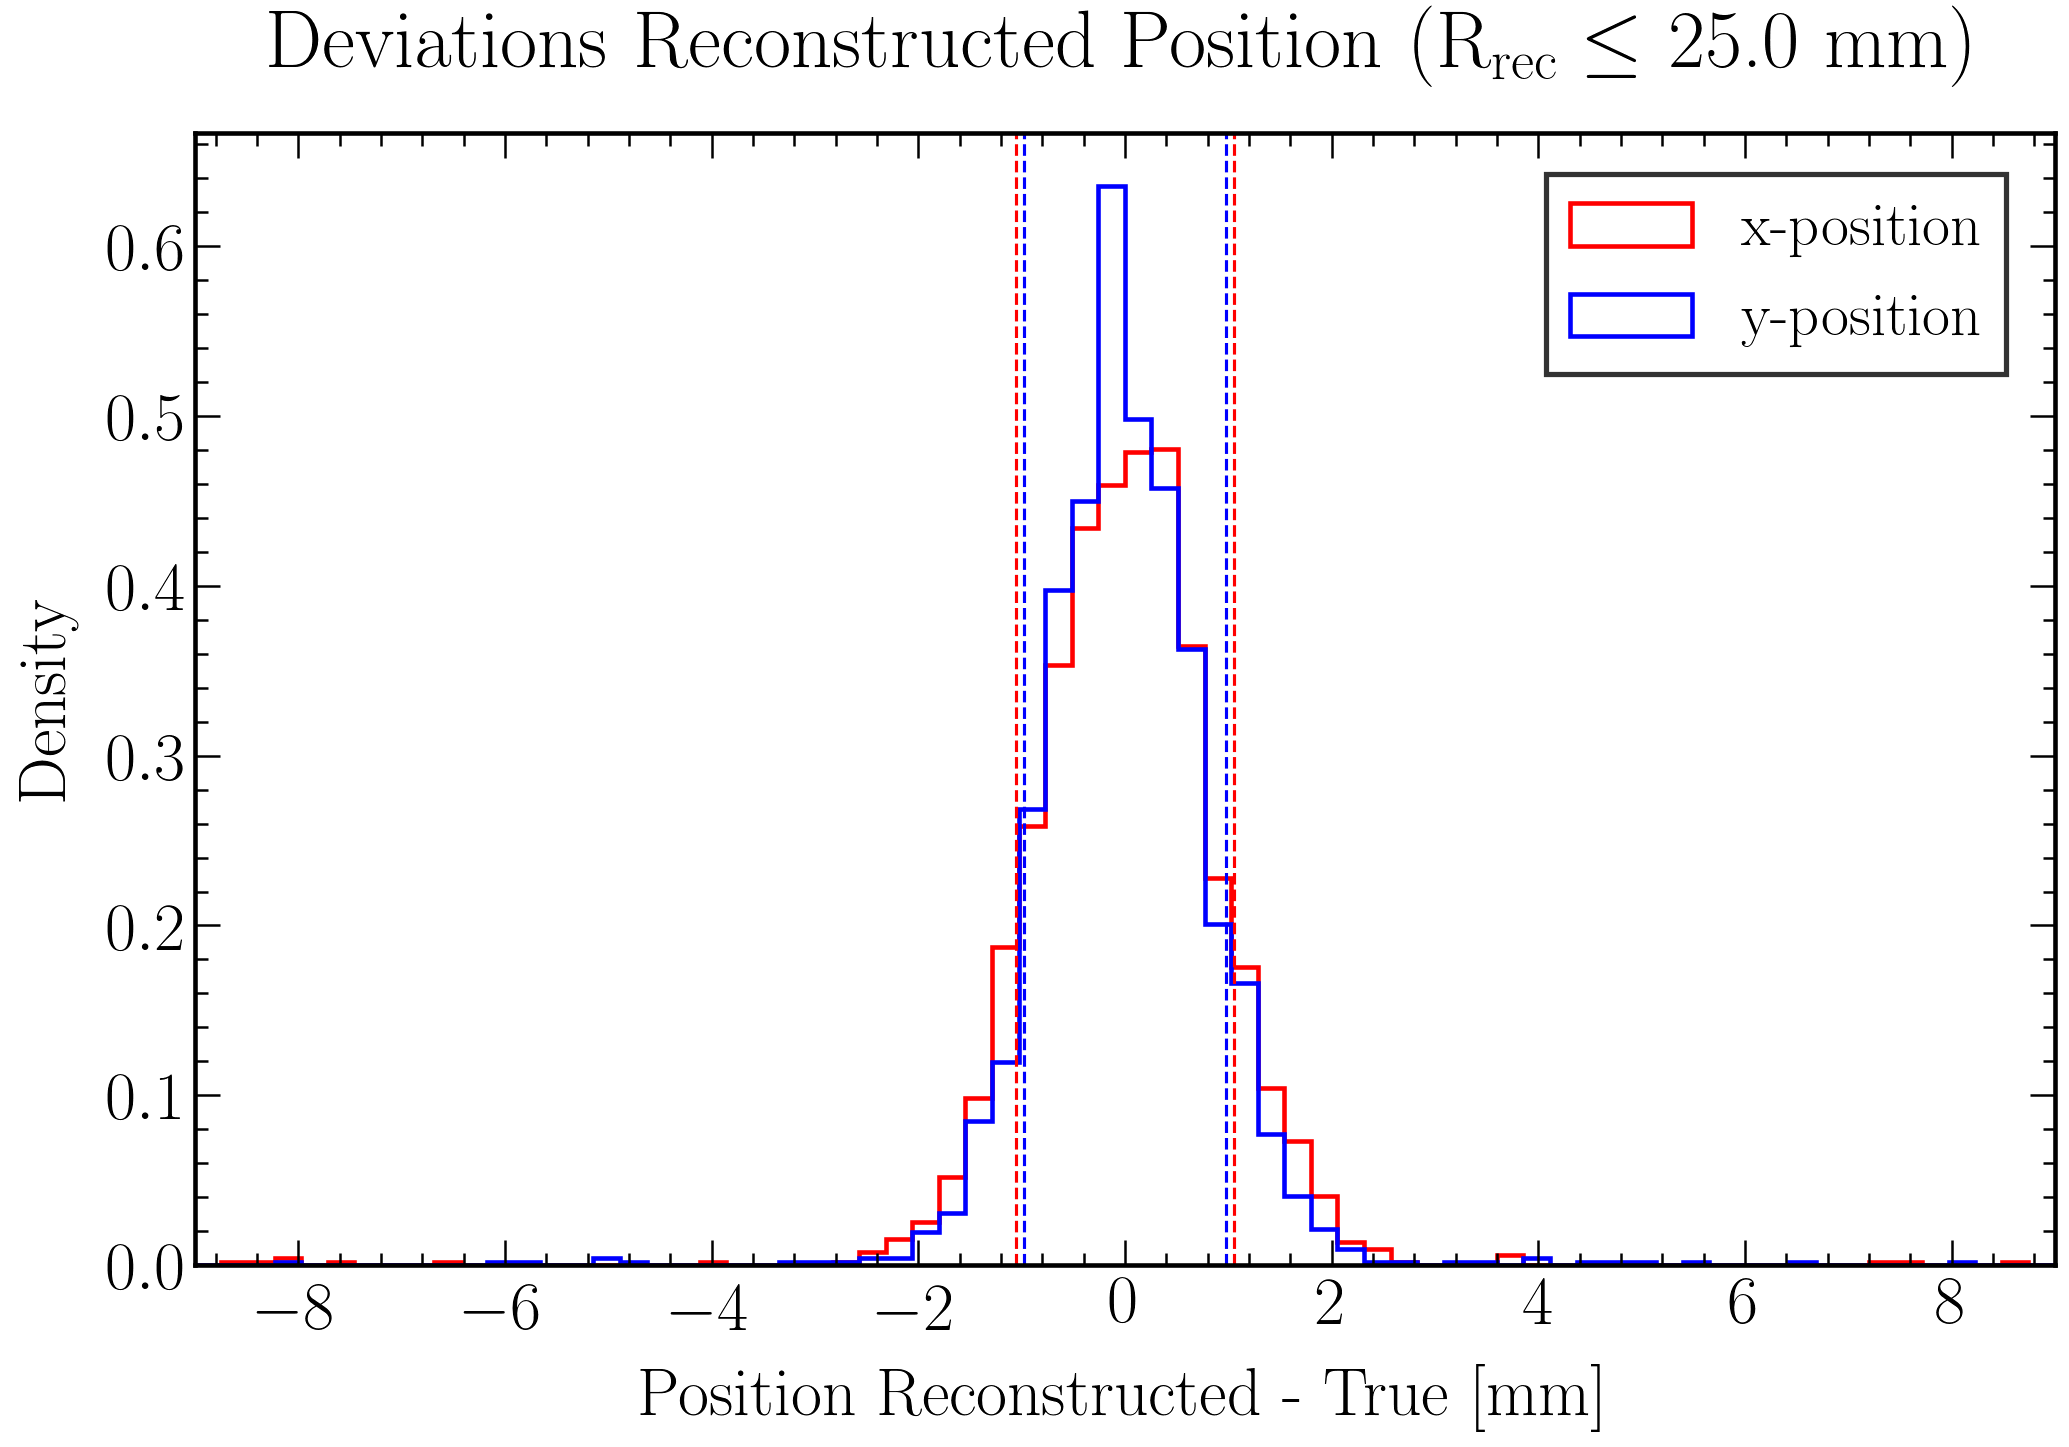 Deviations Reconstructed Position (Rrec ≤ 25.0 mm)
x-position
y-position
0.6
0.5
0.4
0.3
0.2
0.1
0.0
Density
−8 −6 −4 −2 0 2 4 6 8
Position Reconstructed - True [mm]